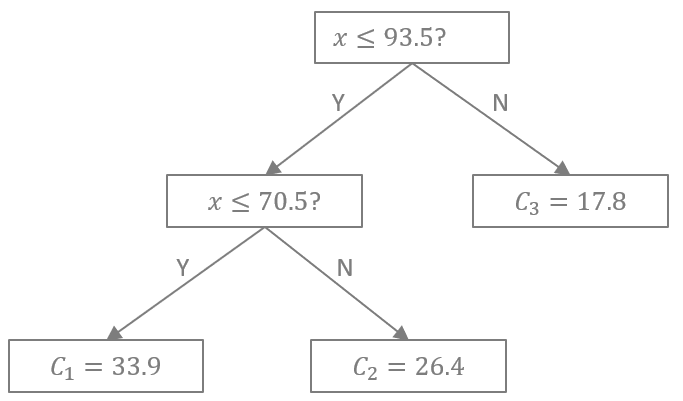 x ≤ 93.5?
Y
N
x ≤ 70.5?
C₃ = 17.8
Y
N
C₁ = 33.9
C₂ = 26.4